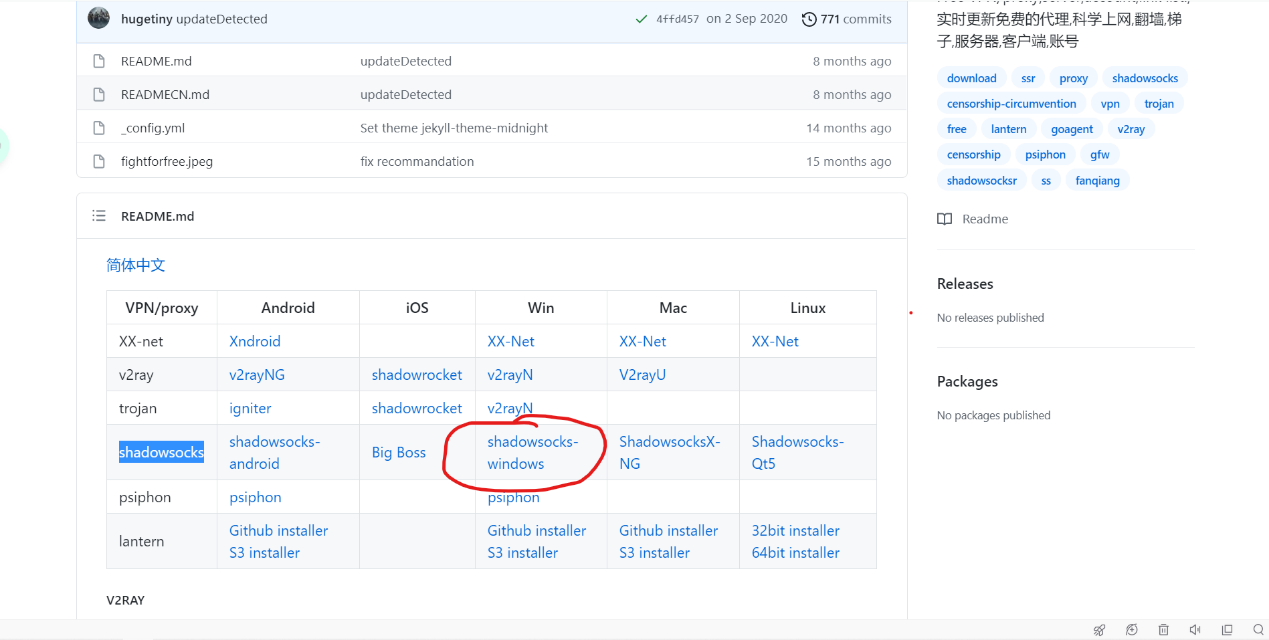 hugetiny updateDetected
4ffd457 on 2 Sep 2020 771 commits
README.md updateDetected 8 months ago
READMECN.md updateDetected 8 months ago
_config.yml Set theme jekyll-theme-midnight 14 months ago
fightforfree.jpeg fix recommandation 15 months ago
README.md
简体中文
VPN/proxy Android iOS Win Mac Linux
XX-net Xndroid XX-Net XX-Net XX-Net
v2ray v2rayNG shadowrocket v2rayN V2rayU
trojan igniter shadowrocket v2rayN
shadowsocks shadowsocks-android Big Boss shadowsocks-windows ShadowsocksX-NG Shadowsocks-Qt5
psiphon psiphon psiphon
lantern Github installer Github installer Github installer 32bit installer
S3 installer S3 installer S3 installer 64bit installer
V2RAY
实时更新免费的代理,科学上网,翻墙,梯
子,服务器,客户端,账号
download ssr proxy shadowsocks
censorship-circumvention vpn trojan
free lantern goagent v2ray
censorship psiphon gfw
shadowsocksr ss fanqiang
Readme
Releases
No releases published
Packages
No packages published